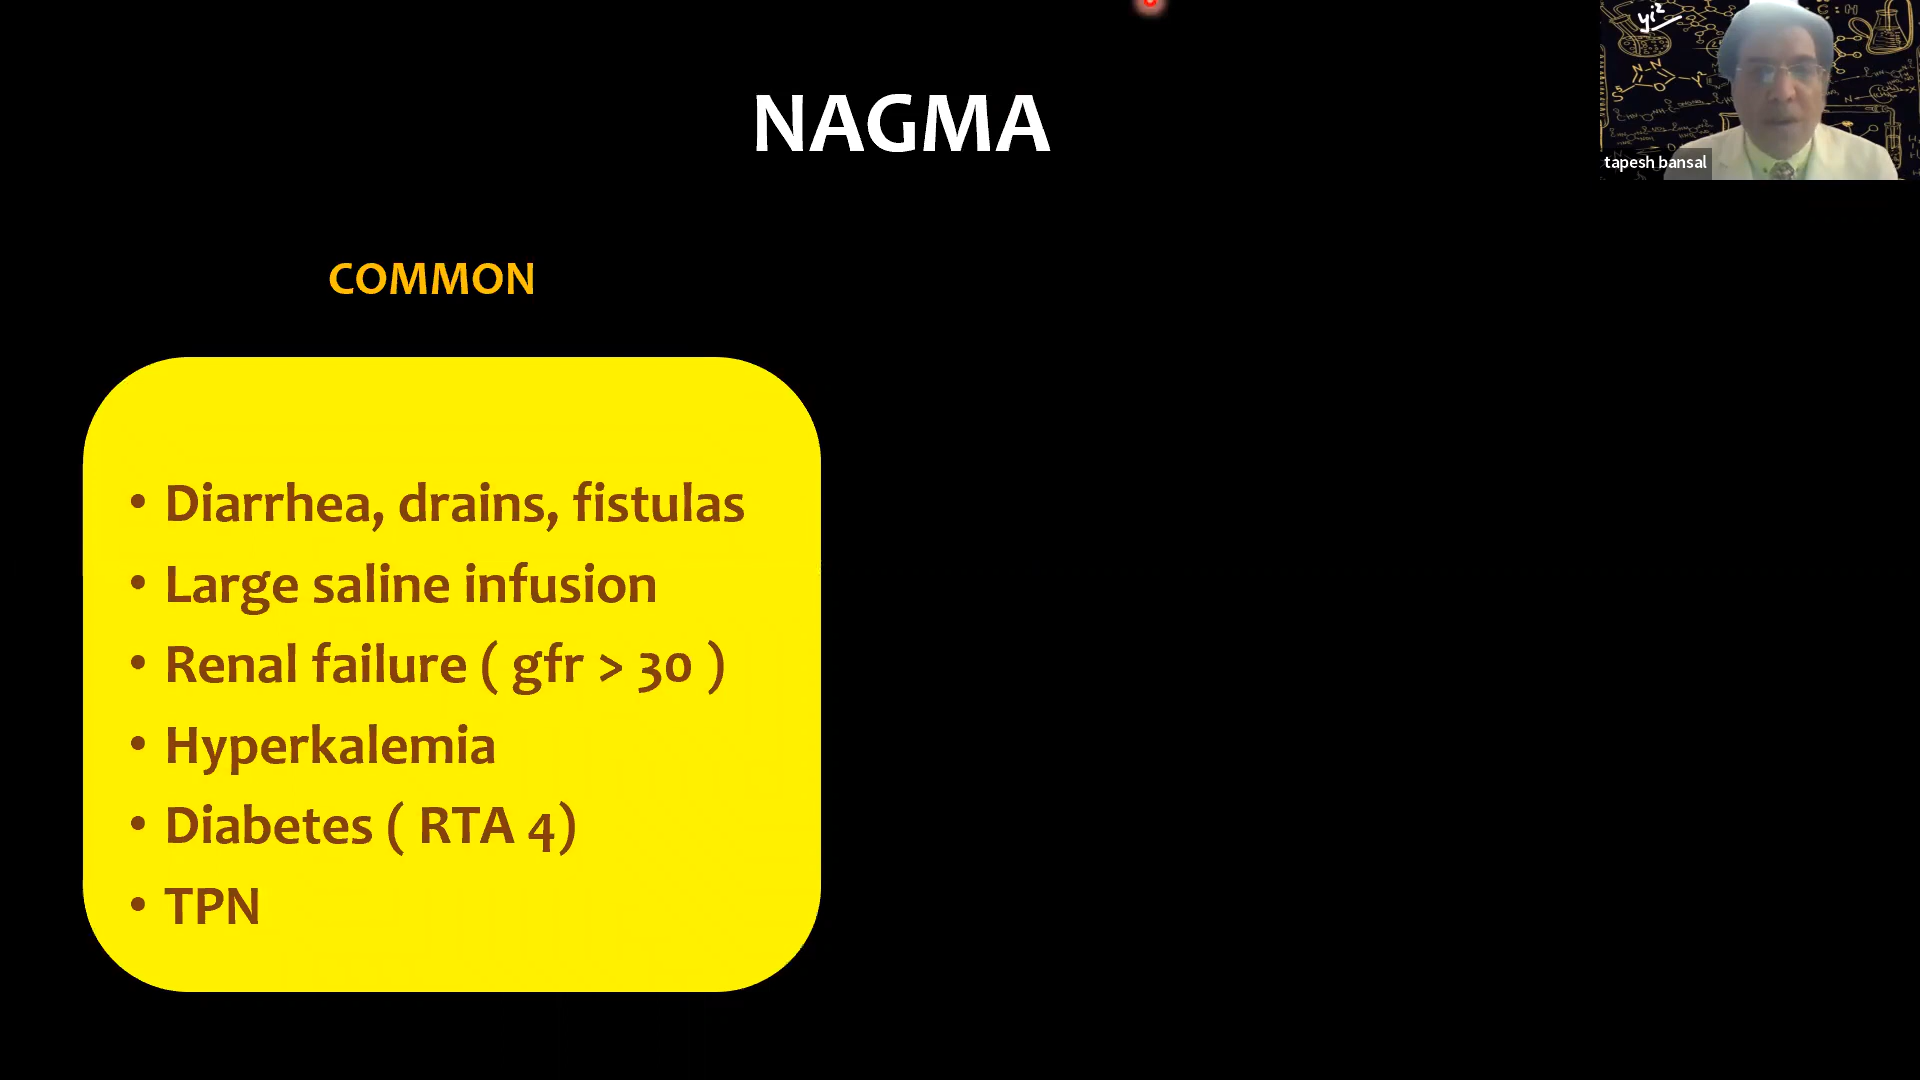 NAGMA
tapesh bansal
COMMON
• Diarrhea, drains, fistulas
• Large saline infusion
• Renal failure ( gfr > 30 )
• Hyperkalemia
• Diabetes ( RTA 4)
• TPN